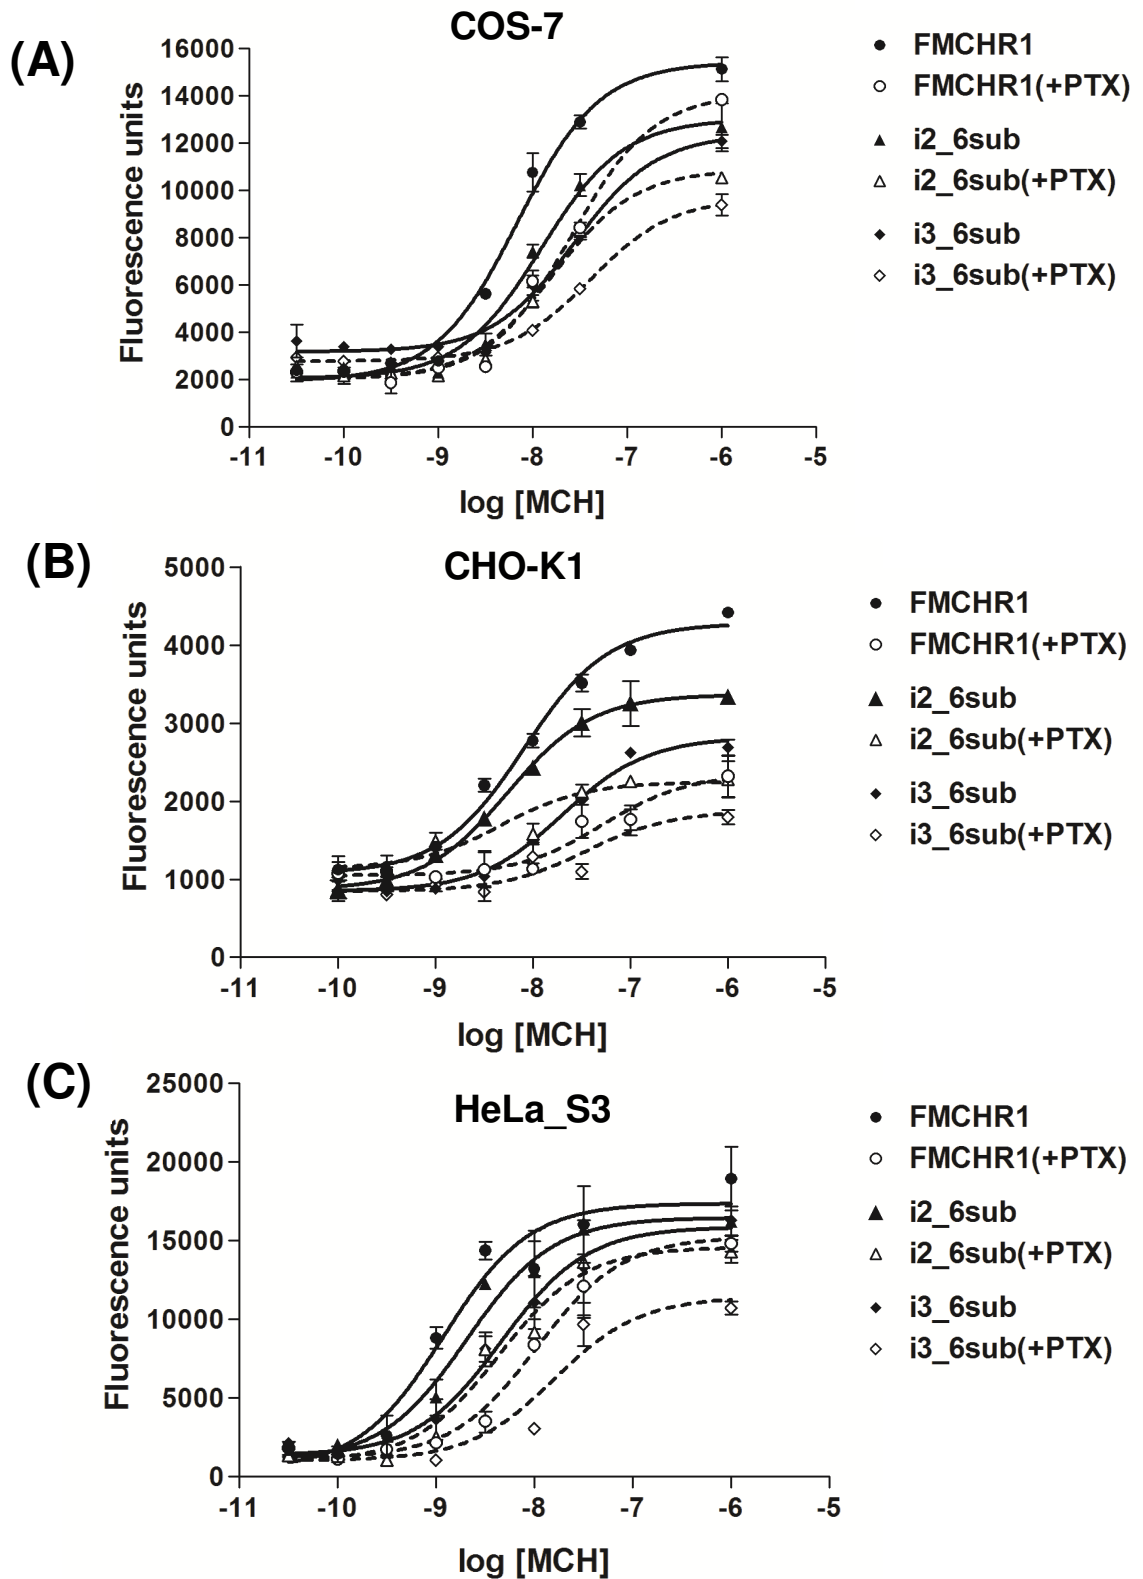 (A)
COS-7
Fluorescence units
16000
14000
12000
10000
8000
6000
4000
2000
0
-11 -10 -9 -8 -7 -6 -5
log [MCH]
FMCHR1
FMCHR1(+PTX)
i2_6sub
i2_6sub(+PTX)
i3_6sub
i3_6sub(+PTX)
(B)
CHO-K1
Fluorescence units
5000
4000
3000
2000
1000
0
-11 -10 -9 -8 -7 -6 -5
log [MCH]
FMCHR1
FMCHR1(+PTX)
i2_6sub
i2_6sub(+PTX)
i3_6sub
i3_6sub(+PTX)
(C)
HeLa_S3
Fluorescence units
25000
20000
15000
10000
5000
0
-11 -10 -9 -8 -7 -6 -5
log [MCH]
FMCHR1
FMCHR1(+PTX)
i2_6sub
i2_6sub(+PTX)
i3_6sub
i3_6sub(+PTX)